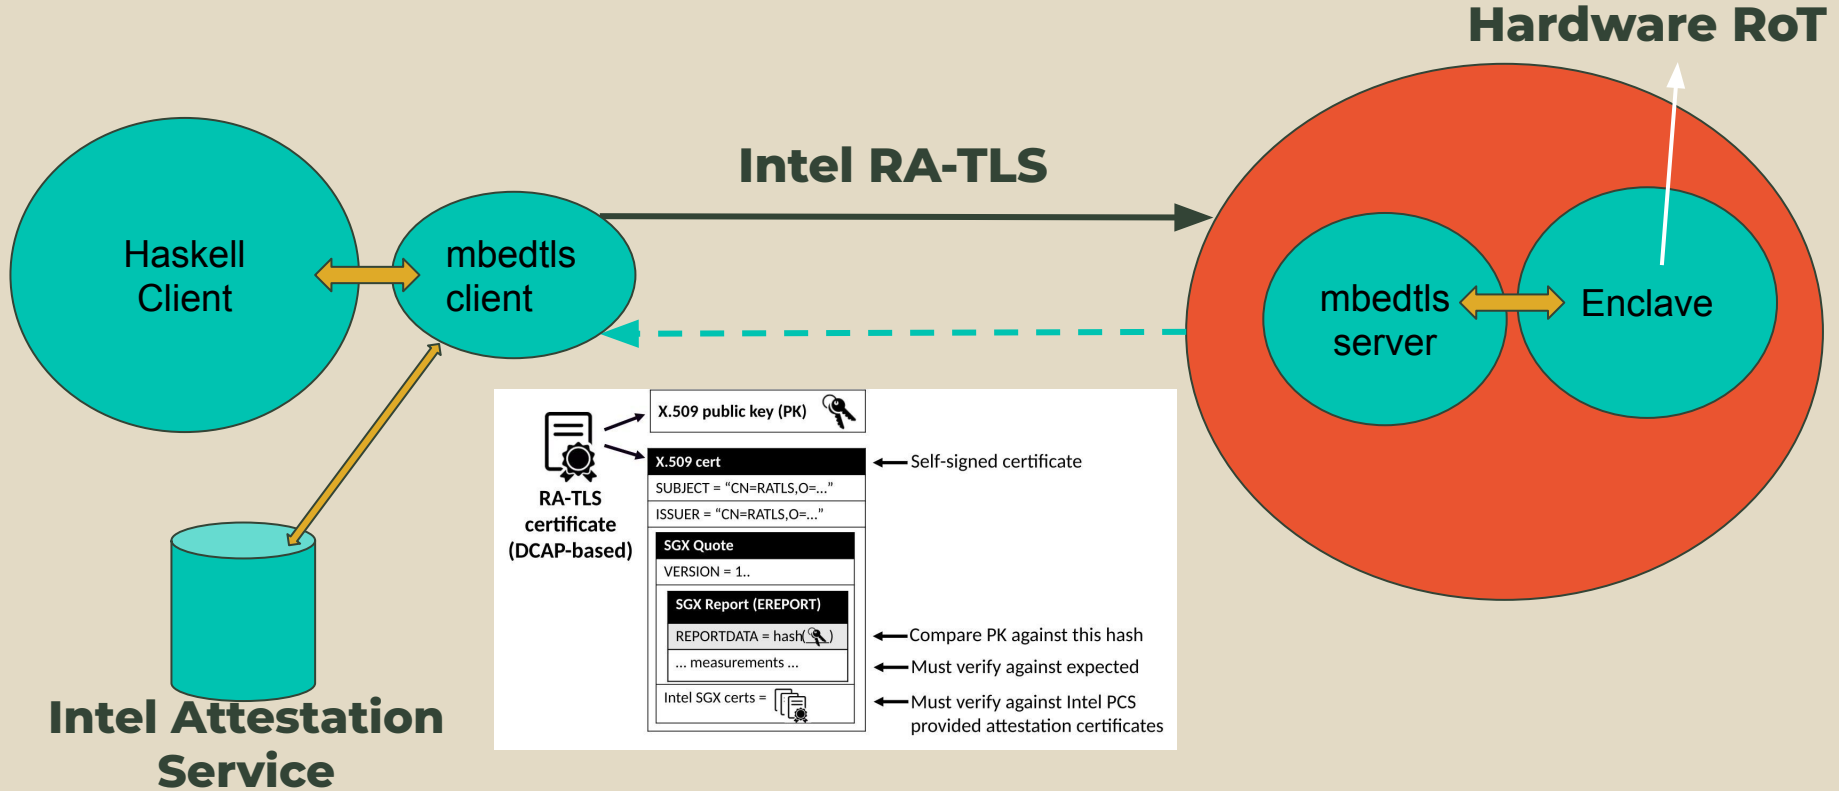 Hardware RoT
Intel RA-TLS
Haskell
Client
mbedtls
client
mbedtls
server
Enclave
X.509 public key (PK)
RA-TLS
certificate
(DCAP-based)
X.509 cert
Self-signed certificate
SUBJECT = “CN=RATLS,O=...”
ISSUER = “CN=RATLS,O=...”
SGX Quote
VERSION = 1..
SGX Report (EREPORT)
REPORTDATA = hash( )
Compare PK against this hash
... measurements ...
Must verify against expected
Intel SGX certs =
Must verify against Intel PCS
provided attestation certificates
Intel Attestation
Service